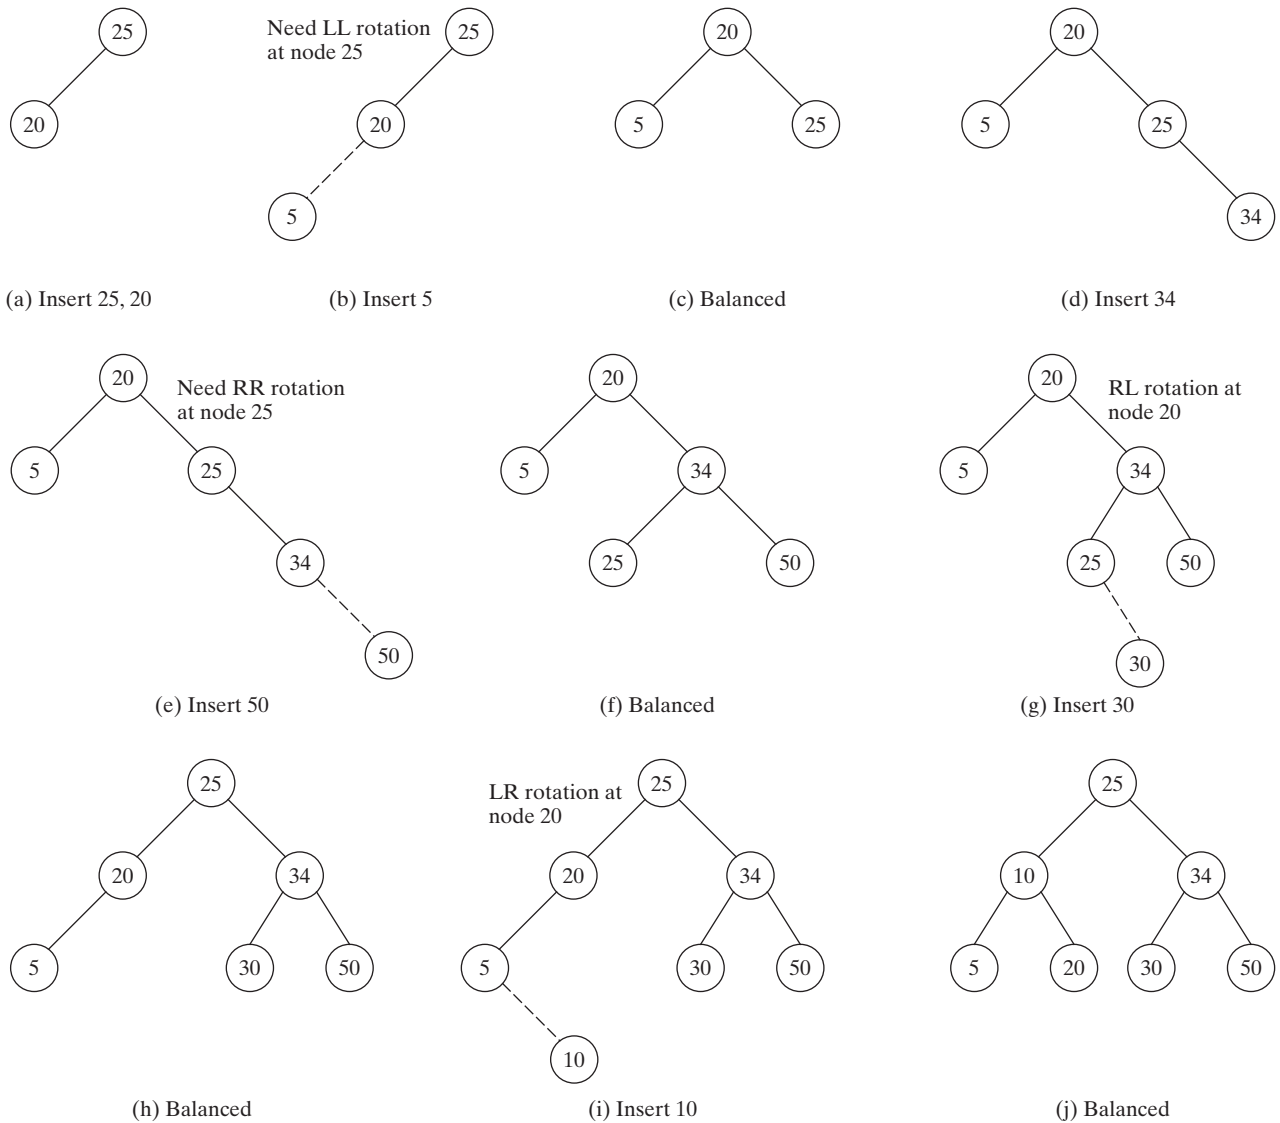 25
20
(a) Insert 25, 20
Need LL rotation
at node 25
25
20
5
(b) Insert 5
20
5
25
(c) Balanced
20
5
25
34
(d) Insert 34
20
Need RR rotation
at node 25
5
25
34
50
(e) Insert 50
20
5
34
25
50
(f) Balanced
20
RL rotation at
node 20
5
34
25
50
30
(g) Insert 30
25
20
34
5
30
50
(h) Balanced
LR rotation at
node 20
25
20
34
5
30
50
10
(i) Insert 10
25
10
34
5
20
30
50
(j) Balanced